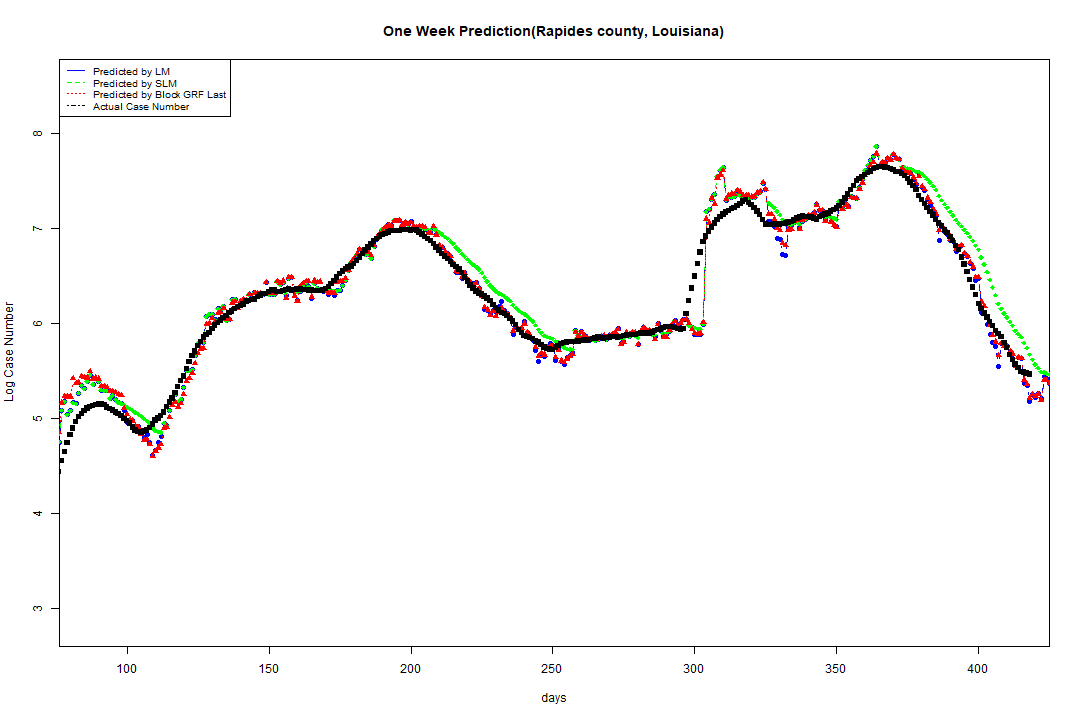 One Week Prediction(Rapides county, Louisiana)
Predicted by LM
Predicted by SLM
Predicted by Block GRF Last
Actual Case Number
8
7
6
5
4
3
Log Case Number
100 150 200 250 300 350 400
days